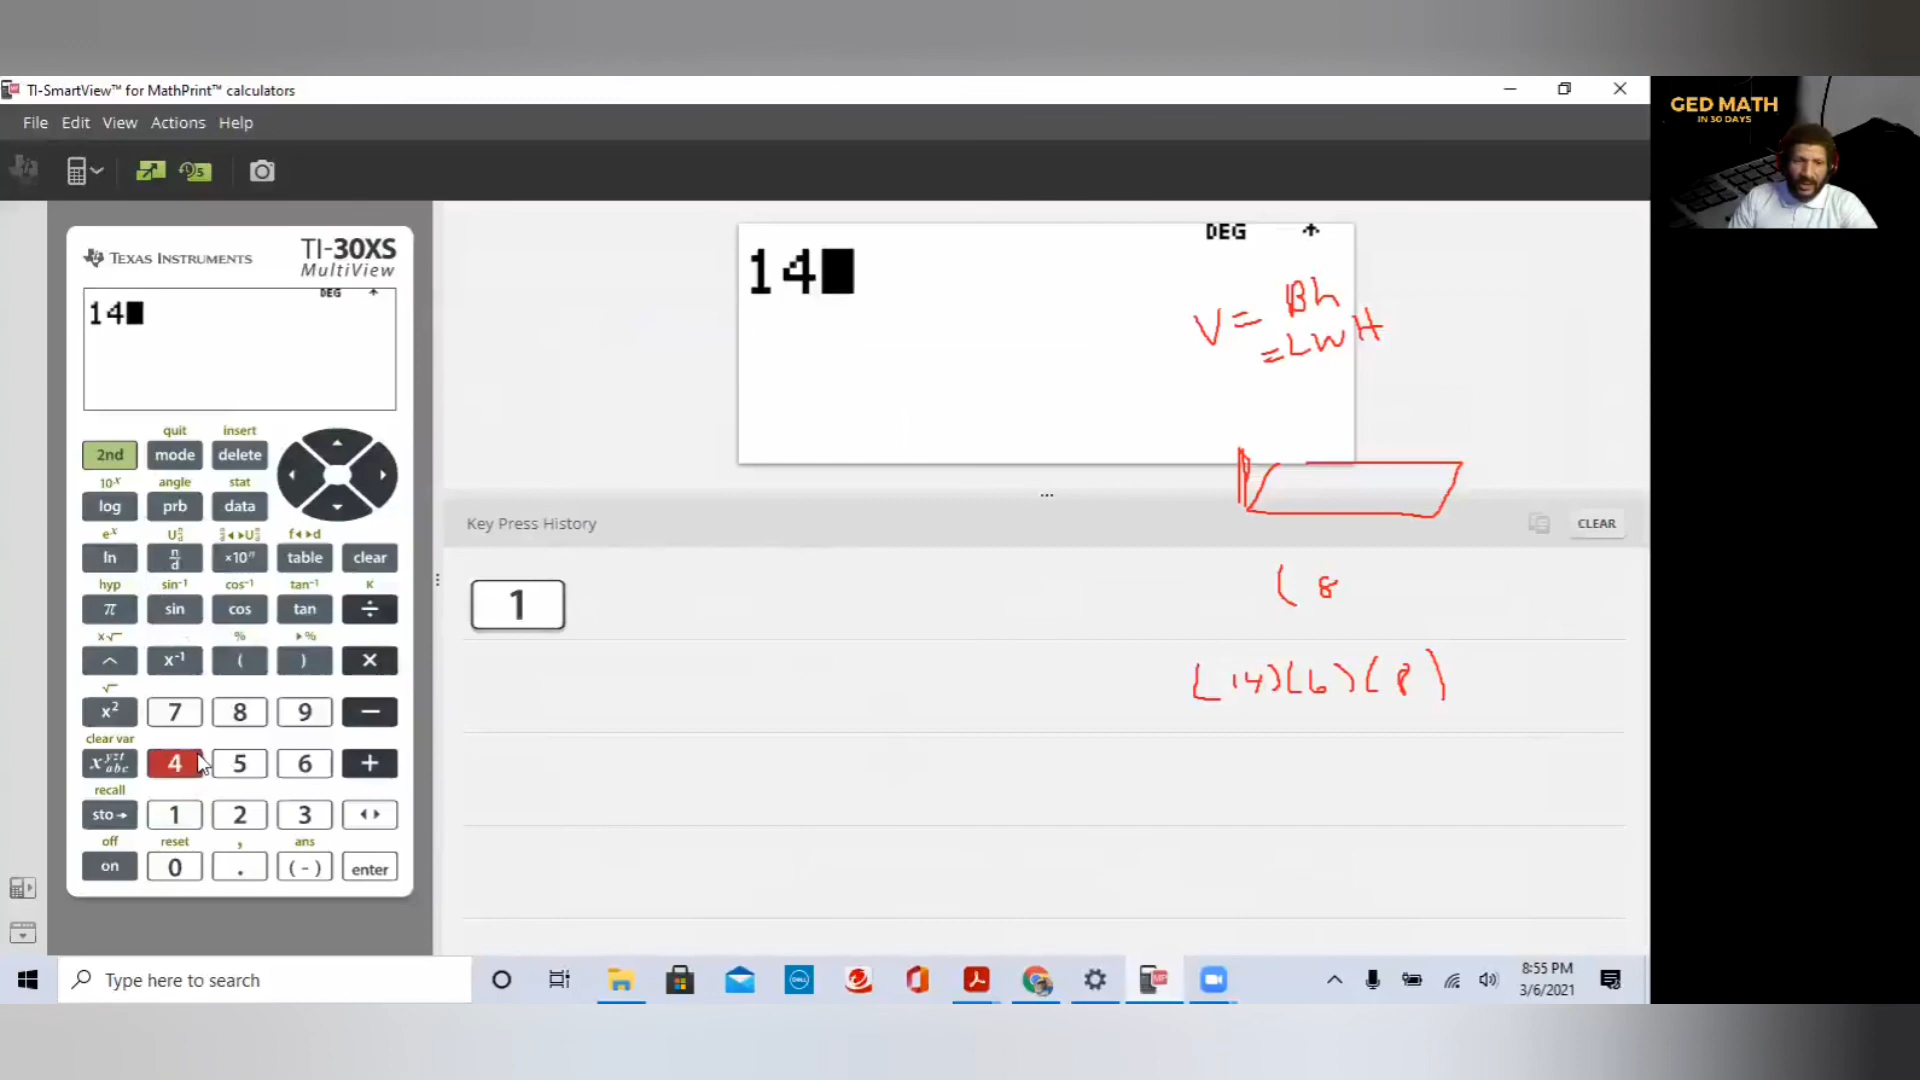 TI-SmartView™ for MathPrint™ calculators
File Edit View Actions Help
GED MATH
IN 30 DAYS
TEXAS INSTRUMENTS
TI-30XS
MultiView
DEG
14
DEG
14
V = Bh
= LWH
quit insert
2nd mode delete
10ˣ angle stat
log prb data
eˣ f◄►d
ln n/d ×10ⁿ table clear
hyp sin⁻¹ cos⁻¹ tan⁻¹ K
π sin cos tan ÷
ˣ√ % ►%
^ x⁻¹ ( ) ×
√
x² 7 8 9 −
clear var
x yzt abc 4 5 6 +
recall
sto→ 1 2 3 ◄►
off reset , ans
on 0 . (-) enter
Key Press History
CLEAR
1
( 8
(14)(6)(8)
Type here to search
DELL
8:55 PM
3/6/2021